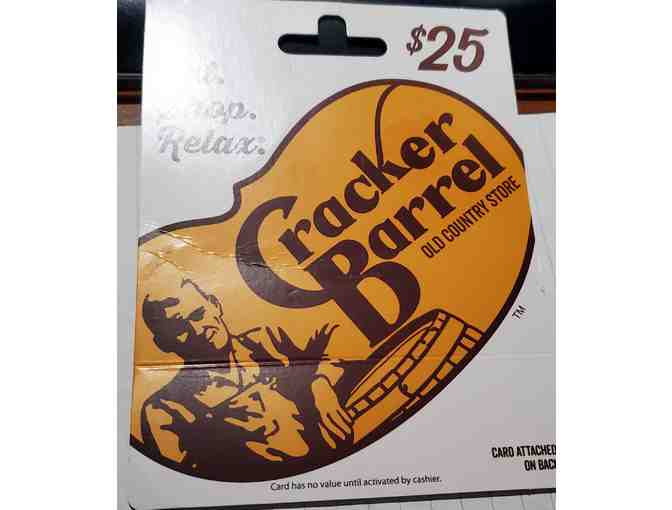 $25
Relax:
Cracker
Barrel
OLD COUNTRY STORE
TM
CARD ATTACHED
ON BACK
Card has no value until activated by cashier.